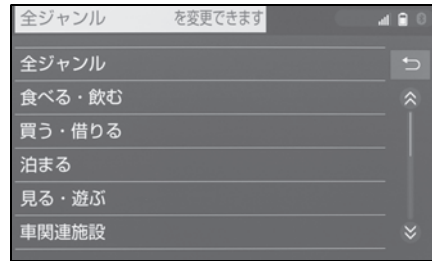 全ジャンル を変更できます
全ジャンル
食べる・飲む
買う・借りる
泊まる
見る・遊ぶ
車関連施設